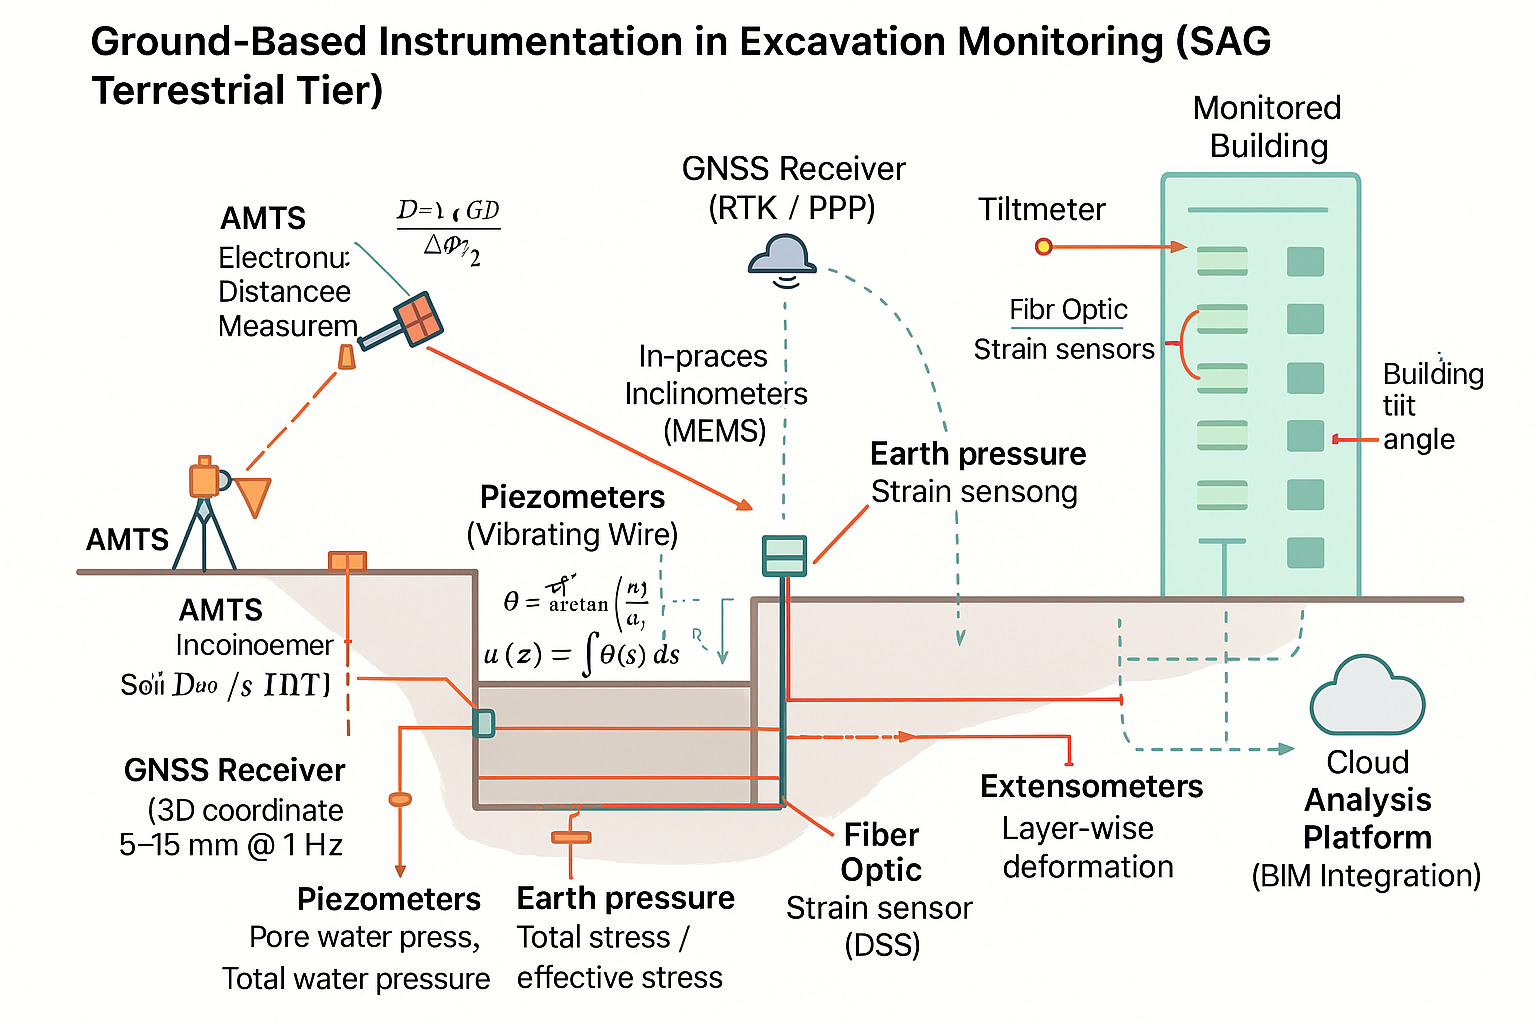 Ground-Based Instrumentation in Excavation Monitoring (SAG
Terrestrial Tier)
Monitored
Building
GNSS Receiver
(RTK / PPP)
Tiltmeter
AMTS
Electronu:
Distancee
Measurem
Fibr Optic
Strain sensors
In-praces
Inclinometers
(MEMS)
Building
tiit
angle
Earth pressure
Strain sensong
Piezometers
(Vibrating Wire)
AMTS
θ = aretan
u (z) = ∫θ(s) ds
R
AMTS
Incoinoemer
Soii
GNSS Receiver
(3D coordinate
5–15 mm @ 1 Hz
Piezometers
Pore water press,
Total water pressure
Earth pressure
Total stress /
effective stress
Fiber
Optic
Strain sensor
(DSS)
Extensometers
Layer-wise
deformation
Cloud
Analysis
Platform
(BIM Integration)